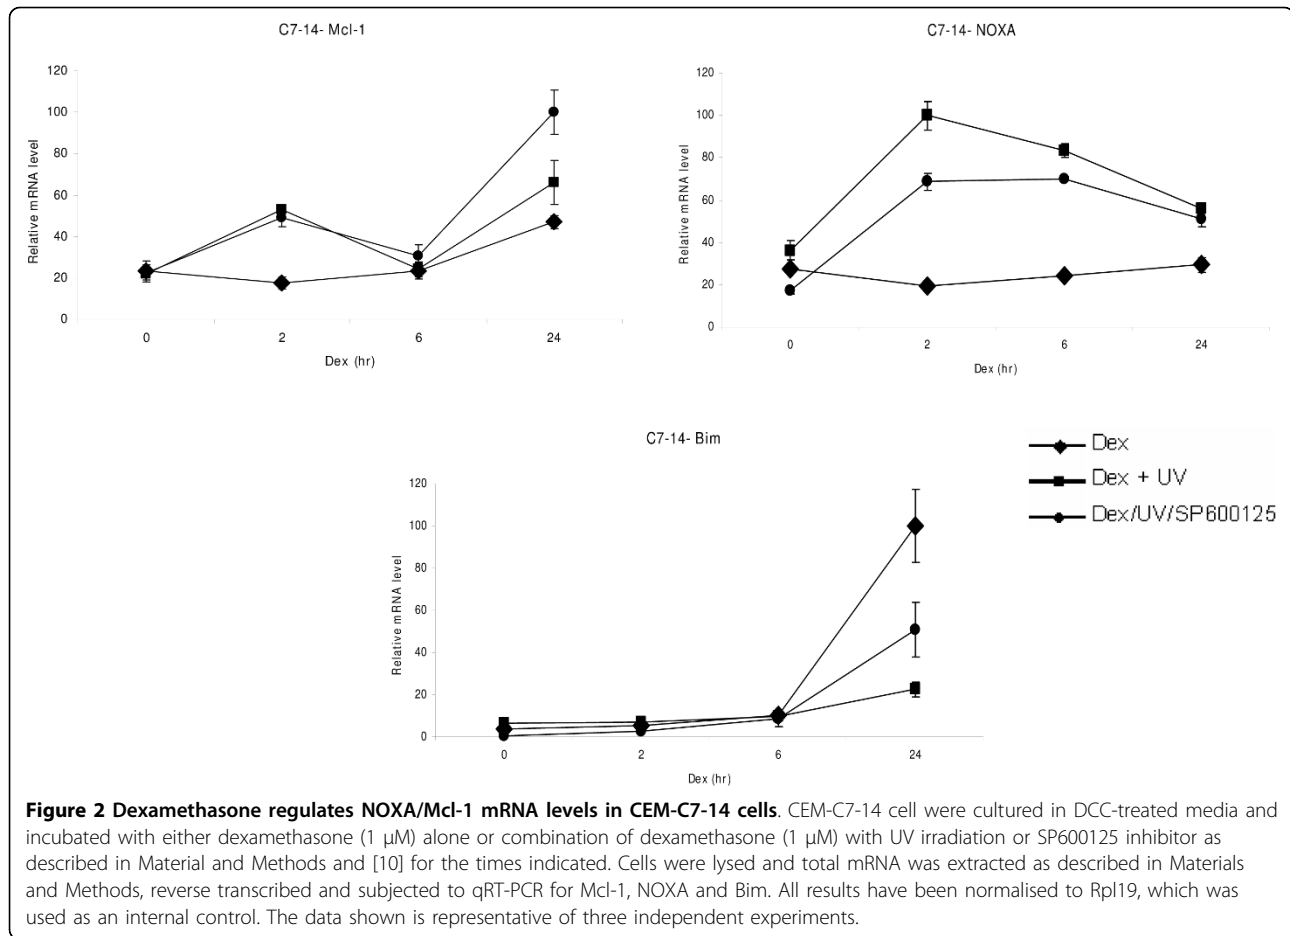 C7-14- Mcl-1
Relative mRNA level
120
100
80
60
40
20
0
0 2 6 24
Dex (hr)
C7-14- NOXA
Relative mRNA level
120
100
80
60
40
20
0
0 2 6 24
Dex (hr)
C7-14- Bim
Relative mRNA level
120
100
80
60
40
20
0
0 2 6 24
Dex (hr)
Dex
Dex + UV
Dex/UV/SP600125
Figure 2 Dexamethasone regulates NOXA/Mcl-1 mRNA levels in CEM-C7-14 cells. CEM-C7-14 cell were cultured in DCC-treated media and
incubated with either dexamethasone (1 μM) alone or combination of dexamethasone (1 μM) with UV irradiation or SP600125 inhibitor as
described in Material and Methods and [10] for the times indicated. Cells were lysed and total mRNA was extracted as described in Materials
and Methods, reverse transcribed and subjected to qRT-PCR for Mcl-1, NOXA and Bim. All results have been normalised to Rpl19, which was
used as an internal control. The data shown is representative of three independent experiments.